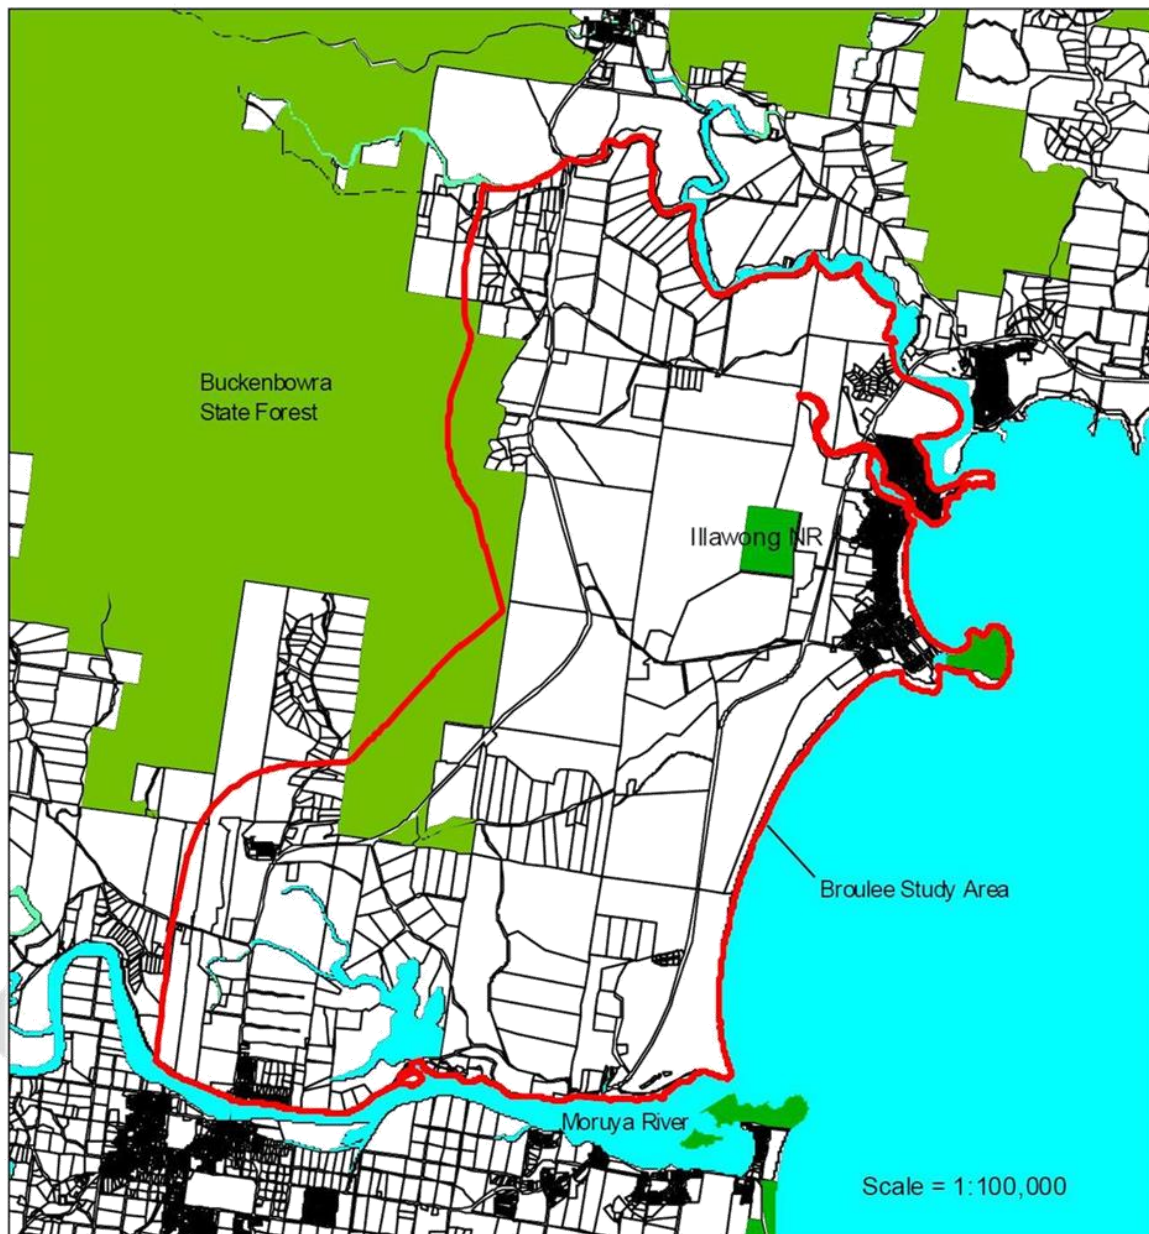 Buckenbowra
State Forest
Illawong NR
Broulee Study Area
Moruya River
Scale = 1:100,000